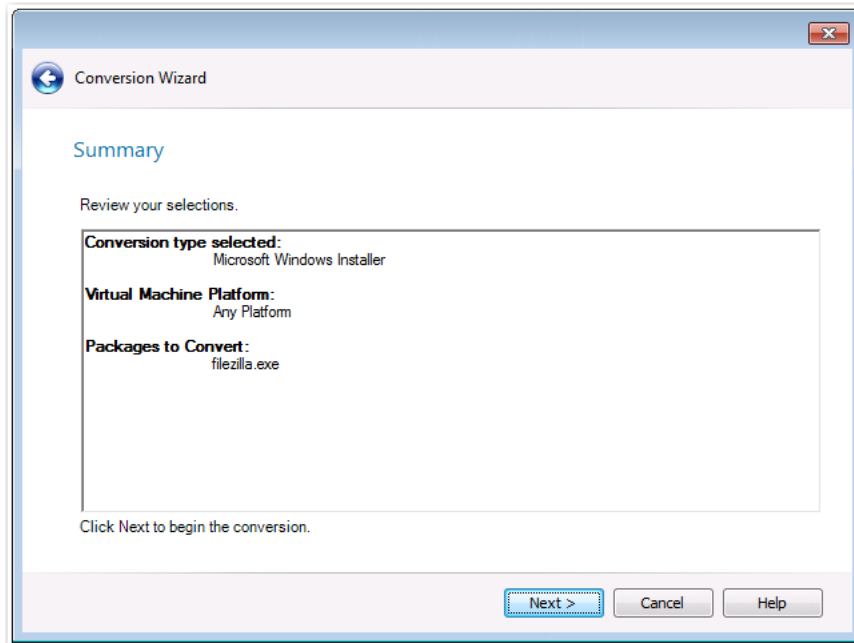 Conversion Wizard
Summary
Review your selections.
Conversion type selected:
Microsoft Windows Installer
Virtual Machine Platform:
Any Platform
Packages to Convert:
filezilla.exe
Click Next to begin the conversion.
Next > Cancel Help